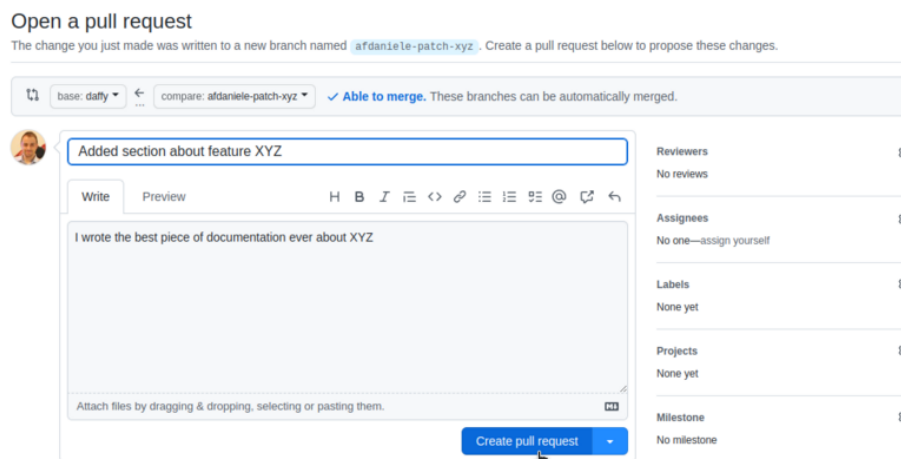 Open a pull request
The change you just made was written to a new branch named afdaniele-patch-xyz . Create a pull request below to propose these changes.
base: daffy compare: afdaniele-patch-xyz Able to merge. These branches can be automatically merged.
Added section about feature XYZ
Write Preview
I wrote the best piece of documentation ever about XYZ
Attach files by dragging & dropping, selecting or pasting them.
Create pull request
Reviewers
No reviews
Assignees
No one—assign yourself
Labels
None yet
Projects
None yet
Milestone
No milestone